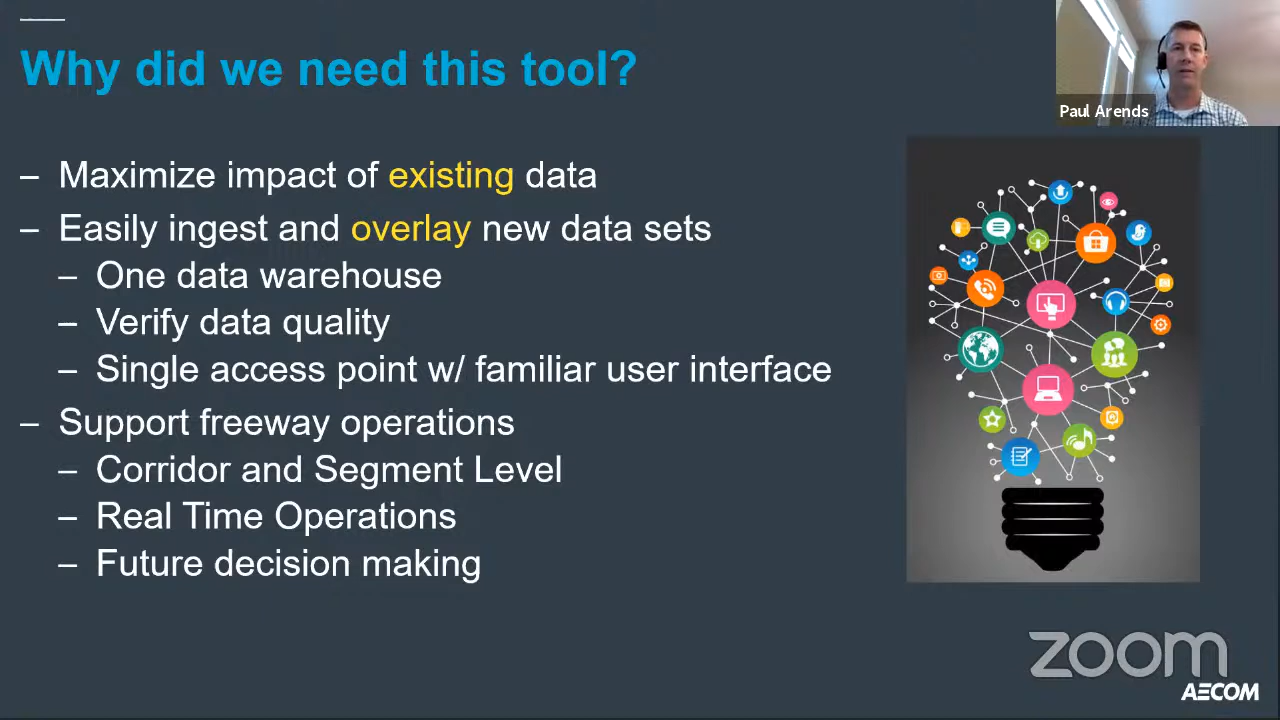 Why did we need this tool?
Paul Arends
– Maximize impact of existing data
– Easily ingest and overlay new data sets
– One data warehouse
– Verify data quality
– Single access point w/ familiar user interface
– Support freeway operations
– Corridor and Segment Level
– Real Time Operations
– Future decision making
zoom
AECOM